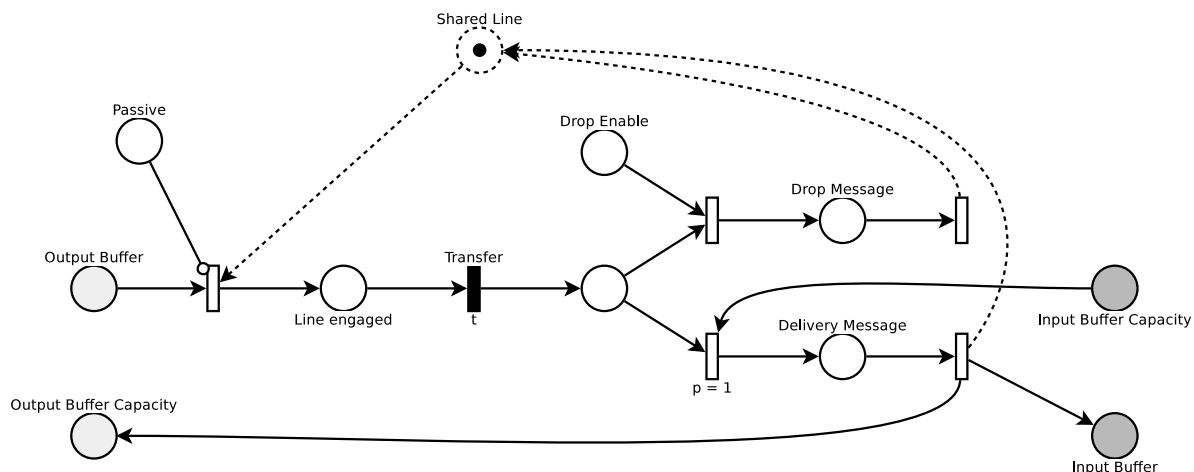 Shared Line
Passive
Drop Enable
Drop Message
Output Buffer
Transfer
Line engaged
t
Input Buffer Capacity
Delivery Message
p = 1
Output Buffer Capacity
Input Buffer